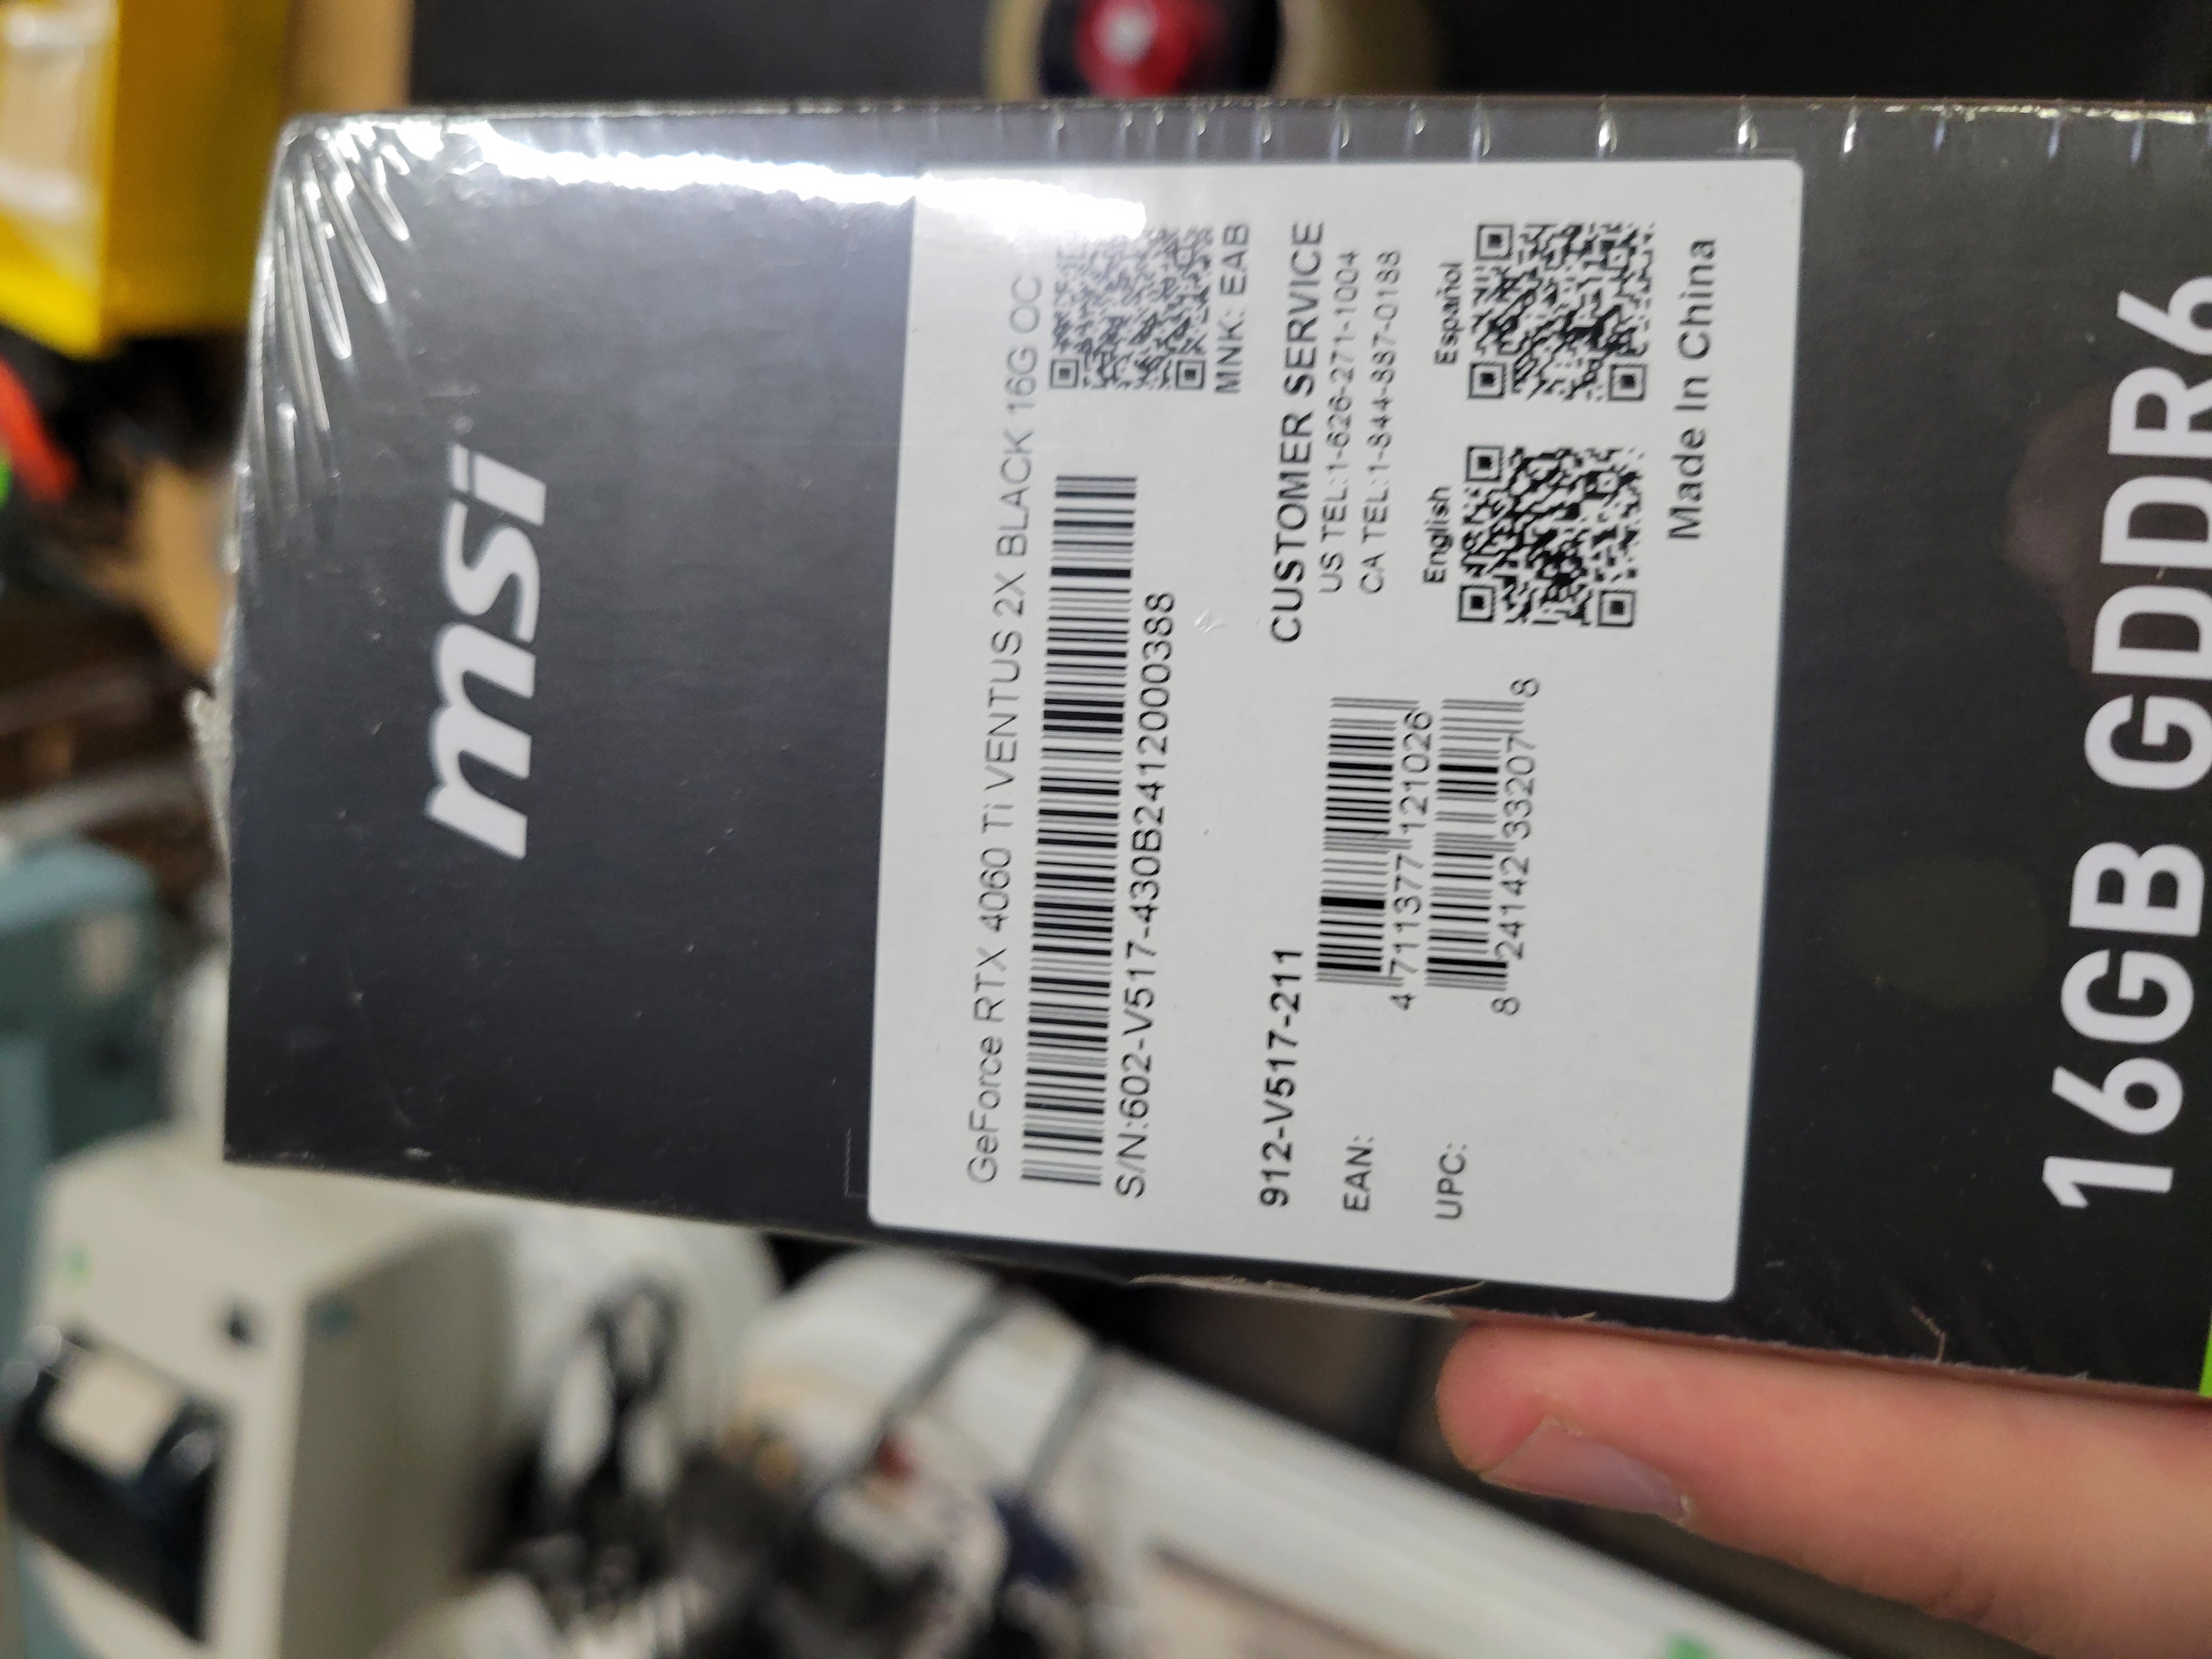 msi
GeForce RTX 4060 Ti VENTUS 2X BLACK 16G OC
S/N:602-V517-430B2412000388
MNK: EAB
912-V517-211
EAN:
4 711377 121026
UPC:
8 24142 33207 8
CUSTOMER SERVICE
US TEL:1-626-271-1004
CA TEL:1-844-887-0188
English
Español
Made In China
16GB GDDR6